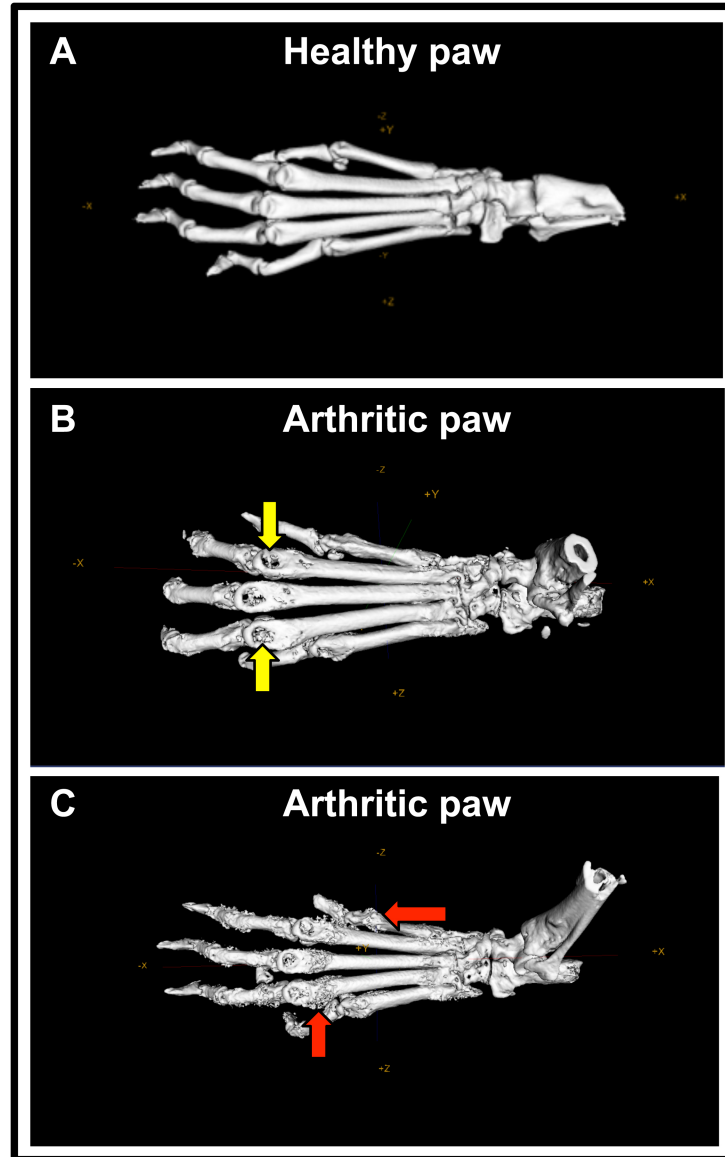 A Healthy paw
-Z
+Y
-X
+X
-Y
+Z
B Arthritic paw
-Z
+Y
-X
+X
+Z
C Arthritic paw
-Z
+Y
-X
+X
+Z